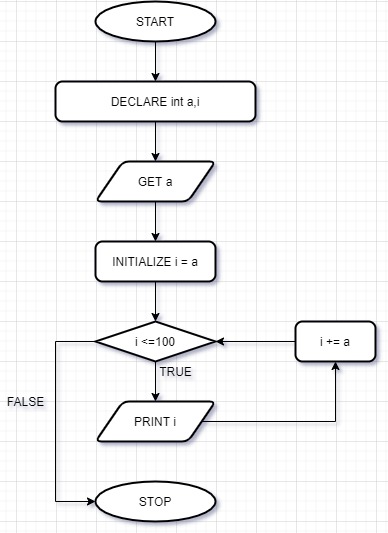 START
DECLARE int a,i
GET a
INITIALIZE i = a
i <=100
i += a
TRUE
FALSE
PRINT i
STOP